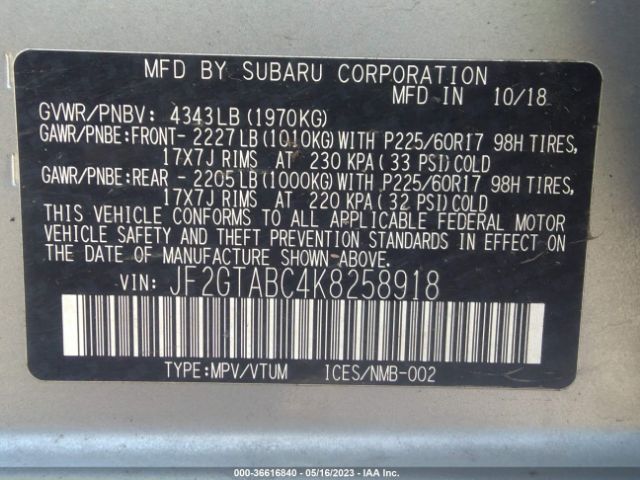 MFD BY SUBARU CORPORATION
MFD IN 10/18
GVWR/PNBV: 4343LB (1970KG)
GAWR/PNBE:FRONT- 2227LB(1010KG)WITH P225/60R17 98H TIRES,
17X7J RIMS AT 230 KPA(33 PSI)COLD
GAWR/PNBE:REAR - 2205LB(1000KG)WITH P225/60R17 98H TIRES,
17X7J RIMS AT 220 KPA(32 PSI)COLD
THIS VEHICLE CONFORMS TO ALL APPLICABLE FEDERAL MOTOR
VEHICLE SAFETY AND THEFT PREVENTION STANDARDS IN EFFECT ON
THE DATE OF MANUFACTURE SHOWN ABOVE.
VIN: JF2GTABC4K8258918
TYPE:MPV/VTUM ICES/NMB-002
000-36616840 - 05/16/2023 - IAA Inc.